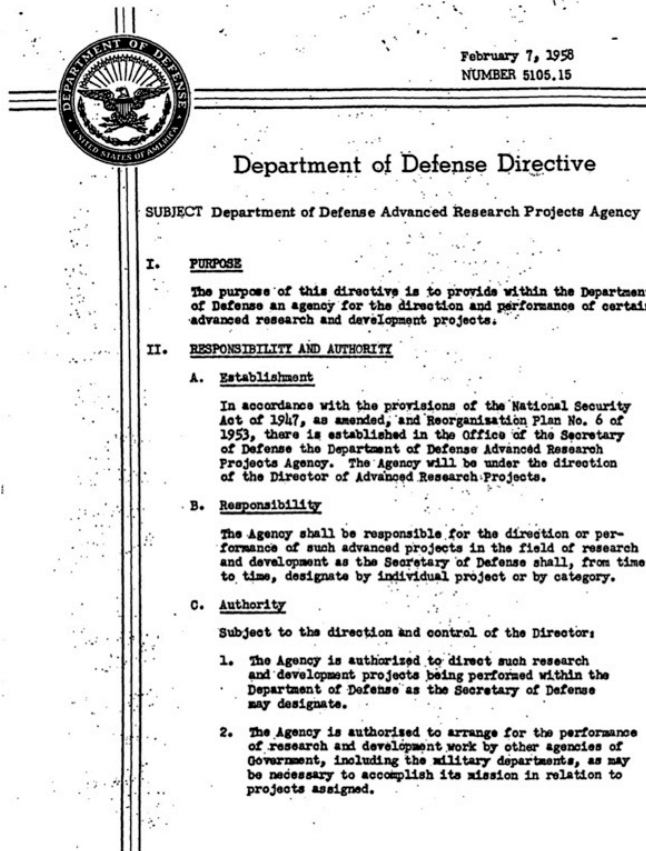 February 7, 1958
NUMBER 5105.15
DEPARTMENT OF DEFENSE
UNITED STATES OF AMERICA
Department of Defense Directive
SUBJECT Department of Defense Advanced Research Projects Agency
I. PURPOSE
The purpose of this directive is to provide within the Departmen
of Defense an agency for the direction and performance of certai
advanced research and development projects.
II. RESPONSIBILITY AND AUTHORITY
A. Establishment
In accordance with the provisions of the National Security
Act of 1947, as amended, and Reorganization Plan No. 6 of
1953, there is established in the Office of the Secretary
of Defense the Department of Defense Advanced Research
Projects Agency. The Agency will be under the direction
of the Director of Advanced Research Projects.
B. Responsibility
The Agency shall be responsible for the direction or per-
formance of such advanced projects in the field of research
and development as the Secretary of Defense shall, from time
to time, designate by individual project or by category.
C. Authority
Subject to the direction and control of the Director:
1. The Agency is authorized to direct such research
and development projects being performed within the
Department of Defense as the Secretary of Defense
may designate.
2. The Agency is authorized to arrange for the performance
of research and development work by other agencies of
Government, including the military departments, as may
be necessary to accomplish its mission in relation to
projects assigned.